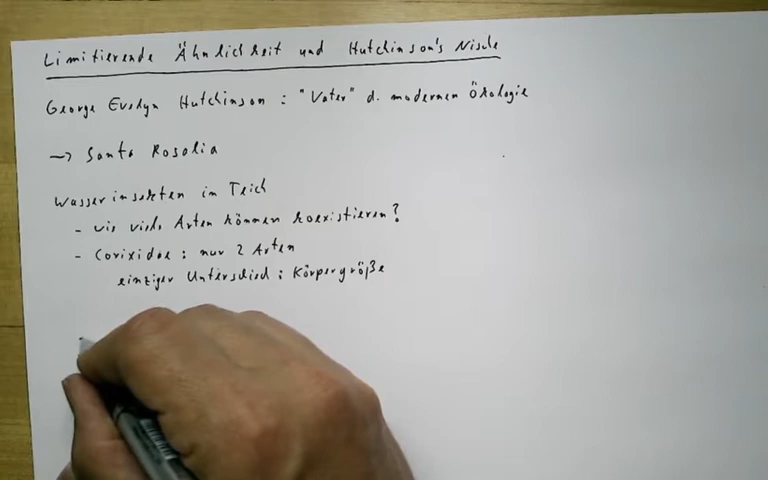 Limitierende Ähnlichkeit und Hutchinson's Nische
George Evelyn Hutchinson : "Vater" d. modernen Ökologie
→ Santa Rosalia
Wasserinsekten in Teich
- wie viele Arten können koexistieren?
- Corixidae : nur 2 Arten
einziger Unterschied : Körpergröße